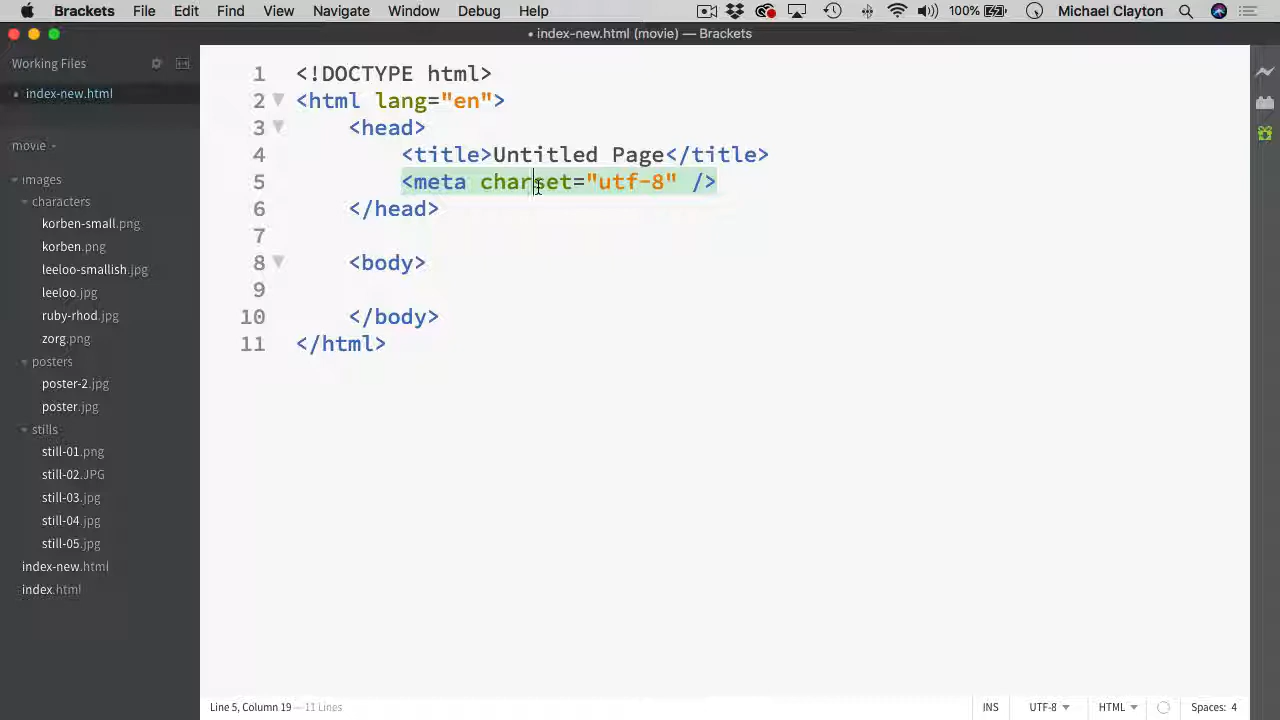 Brackets File Edit Find View Navigate Window Debug Help 100% Michael Clayton
• index-new.html (movie) — Brackets
Working Files
index-new.html
movie
images
characters
korben-small.png
korben.png
leeloo-smallish.jpg
leeloo.jpg
ruby-rhod.jpg
zorg.png
posters
poster-2.jpg
poster.jpg
stills
still-01.png
still-02.JPG
still-03.jpg
still-04.jpg
still-05.jpg
index-new.html
index.html
1 <!DOCTYPE html>
2 <html lang="en">
3 <head>
4 <title>Untitled Page</title>
5 <meta charset="utf-8" />
6 </head>
7
8 <body>
9
10 </body>
11 </html>
Line 5, Column 19 — 11 Lines INS UTF-8 HTML Spaces: 4